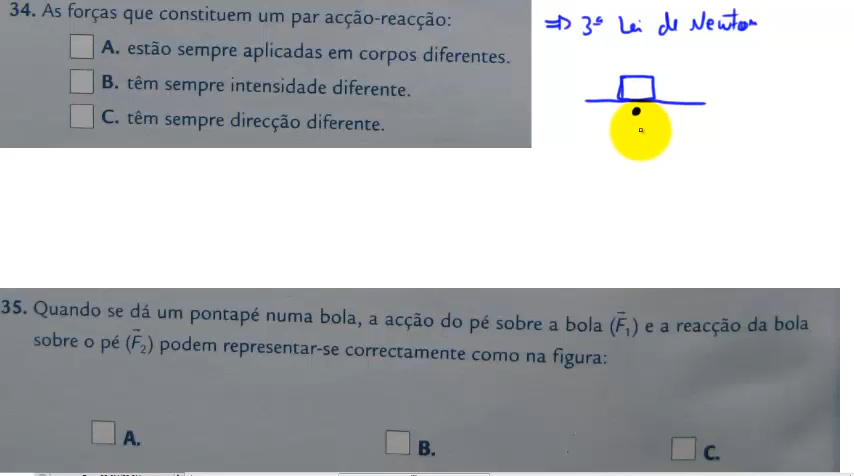 34. As forças que constituem um par acção-reacção:
⇒ 3ª Lei de Newton
A. estão sempre aplicadas em corpos diferentes.
B. têm sempre intensidade diferente.
C. têm sempre direcção diferente.
35. Quando se dá um pontapé numa bola, a acção do pé sobre a bola (F⃗₁) e a reacção da bola
sobre o pé (F⃗₂) podem representar-se correctamente como na figura:
A.
B.
C.